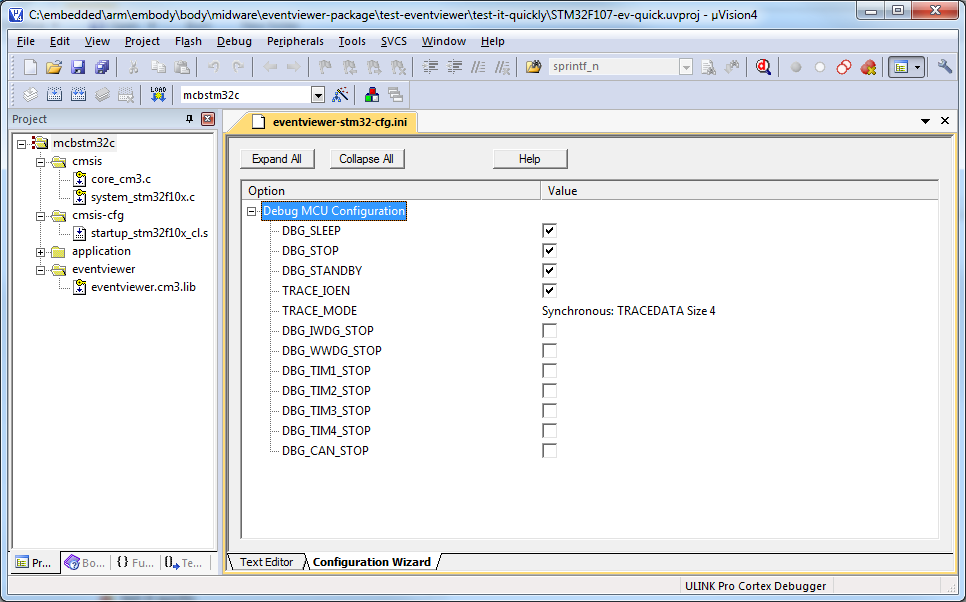 C:\embedded\arm\embody\body\midware\eventviewer-package\test-eventviewer\test-it-quickly\STM32F107-ev-quick.uvproj - µVision4
File Edit View Project Flash Debug Peripherals Tools SVCS Window Help
sprintf_n
LOAD mcbstm32c
Project
eventviewer-stm32-cfg.ini
mcbstm32c
cmsis
core_cm3.c
system_stm32f10x.c
cmsis-cfg
startup_stm32f10x_cl.s
application
eventviewer
eventviewer.cm3.lib
Pr... Bo... {} Fu... Te...
Expand All Collapse All Help
Option Value
Debug MCU Configuration
DBG_SLEEP
DBG_STOP
DBG_STANDBY
TRACE_IOEN
TRACE_MODE Synchronous: TRACEDATA Size 4
DBG_IWDG_STOP
DBG_WWDG_STOP
DBG_TIM1_STOP
DBG_TIM2_STOP
DBG_TIM3_STOP
DBG_TIM4_STOP
DBG_CAN_STOP
Text Editor Configuration Wizard
ULINK Pro Cortex Debugger